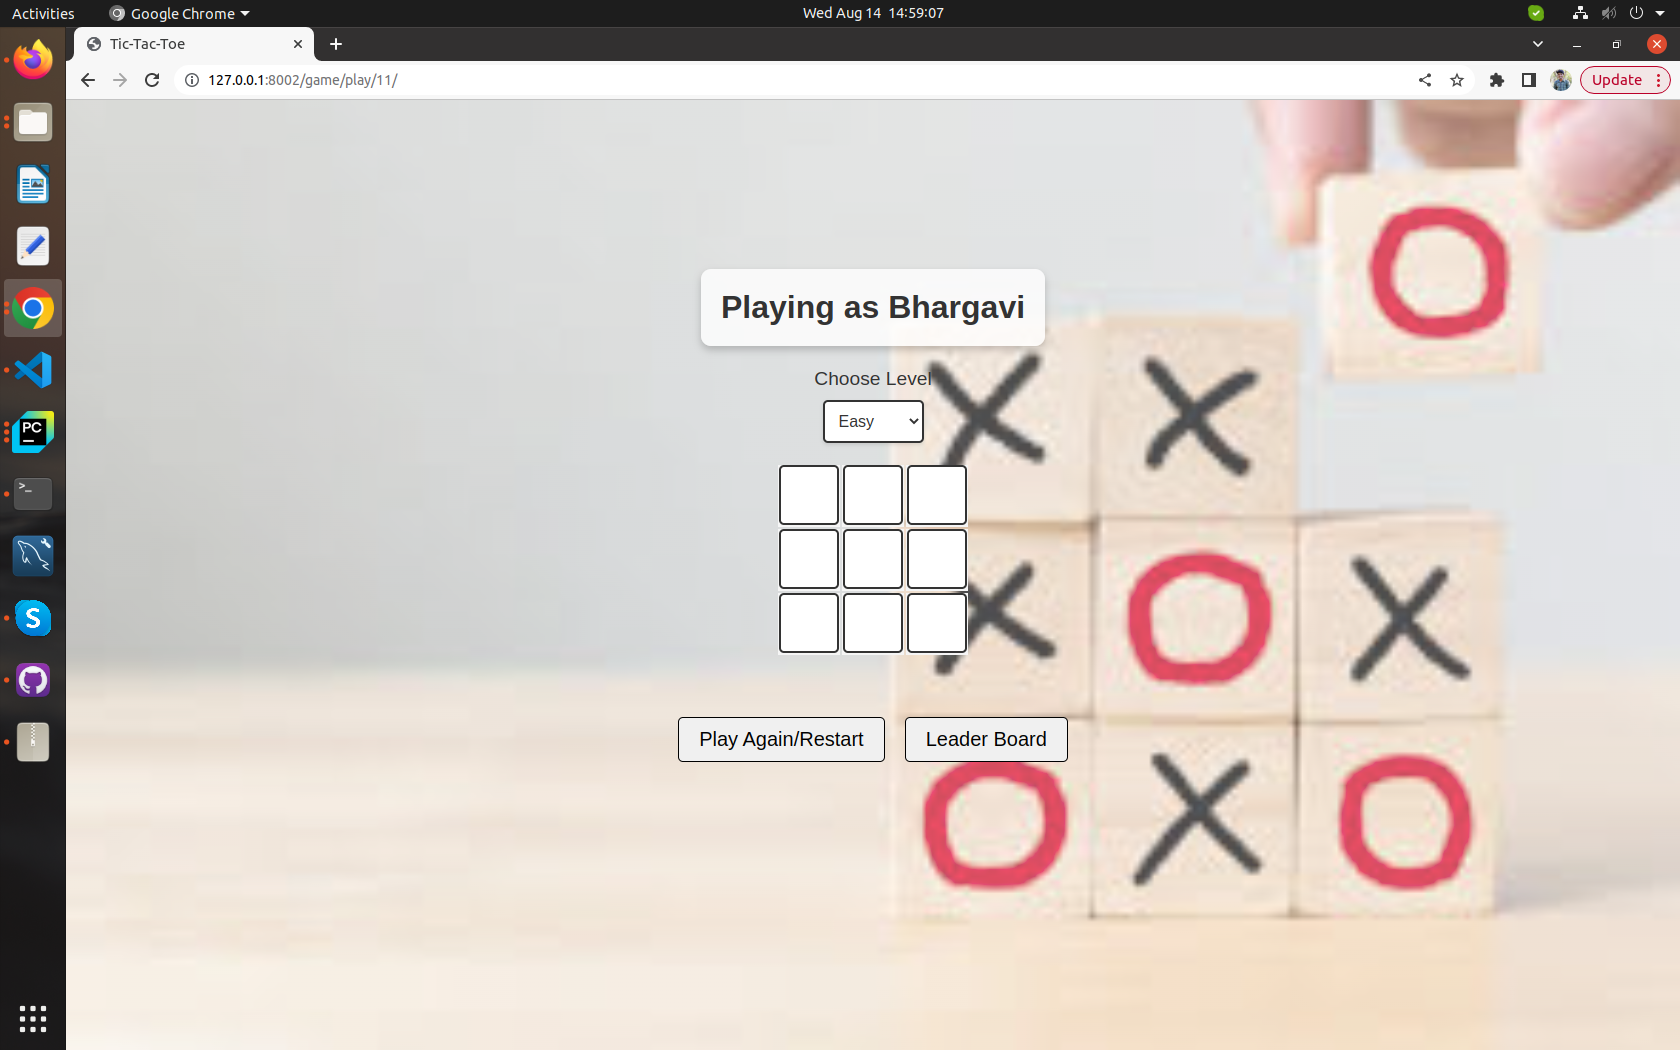 Activities
Google Chrome
Wed Aug 14 14:59:07
Tic-Tac-Toe
127.0.0.1:8002/game/play/11/
Update
PC
>_
S
Playing as Bhargavi
Choose Level
Easy
Play Again/Restart
Leader Board
O
X X
X O X
O X O